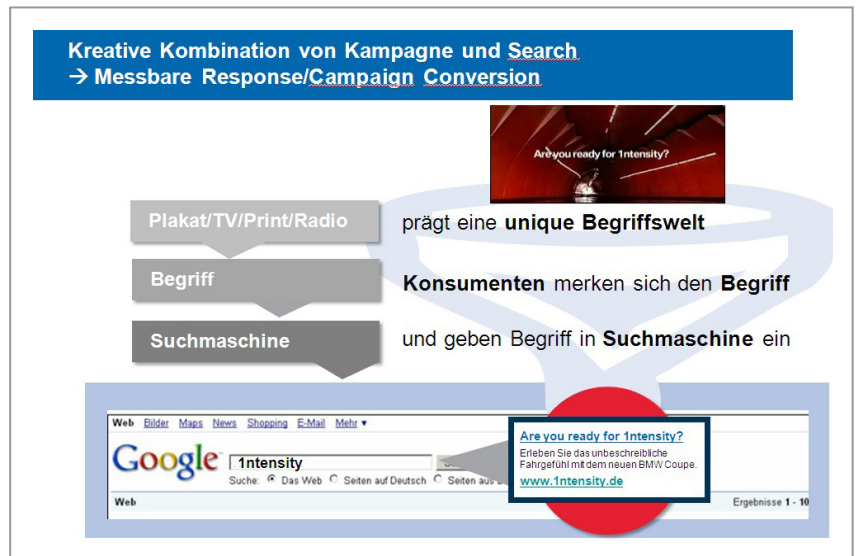 Kreative Kombination von Kampagne und Search
→ Messbare Response/Campaign Conversion
Are you ready for 1ntensity?
Plakat/TV/Print/Radio
prägt eine unique Begriffswelt
Begriff
Konsumenten merken sich den Begriff
Suchmaschine
und geben Begriff in Suchmaschine ein
Web Bilder Maps News Shopping E-Mail Mehr ▼
Google 1ntensity
Suche: Das Web Seiten auf Deutsch Seiten aus
Are you ready for 1ntensity?
Erleben Sie das unbeschreibliche
Fahrgefühl mit dem neuen BMW Coupe.
www.1ntensity.de
Web
Ergebnisse 1 - 10